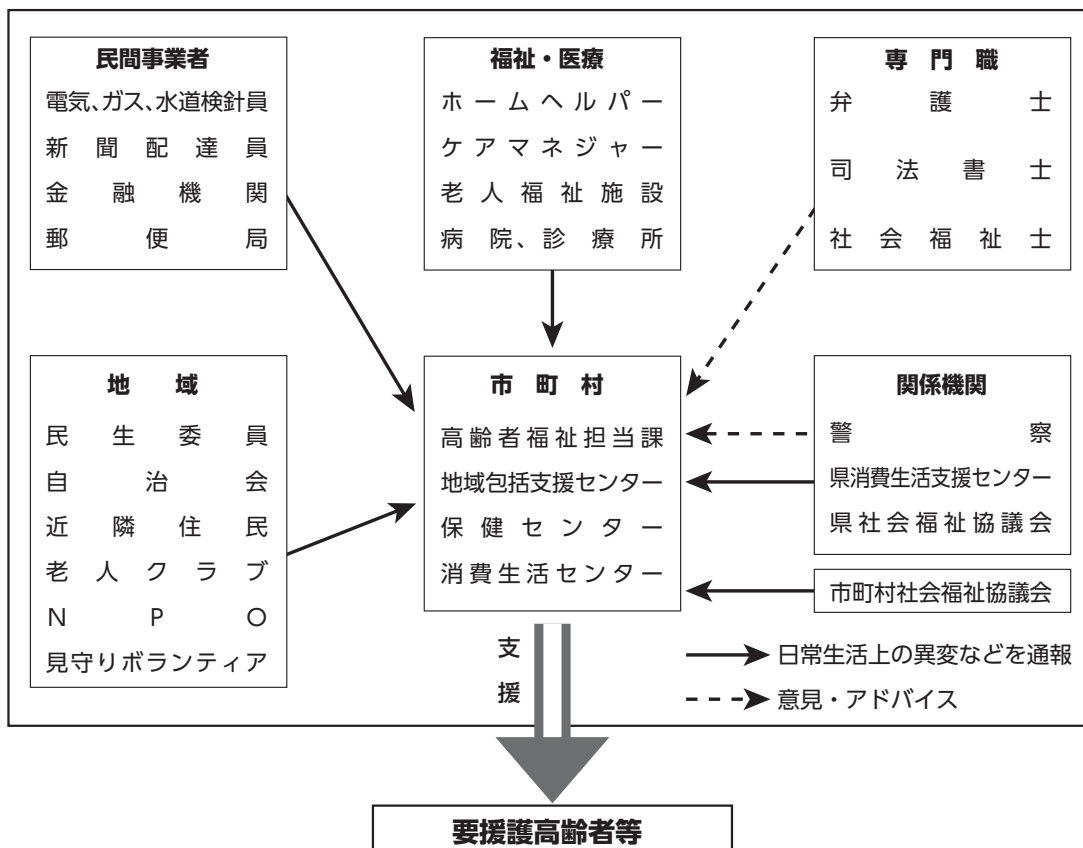 民間事業者
電気、ガス、水道検針員
新聞配達員
金融機関
郵便局
福祉・医療
ホームヘルパー
ケアマネジャー
老人福祉施設
病院、診療所
専門職
弁護士
司法書士
社会福祉士
地域
民生委員
自治会
近隣住民
老人クラブ
NPO
見守りボランティア
市町村
高齢者福祉担当課
地域包括支援センター
保健センター
消費生活センター
関係機関
警察
県消費生活支援センター
県社会福祉協議会
市町村社会福祉協議会
支援
日常生活上の異変などを通報
意見・アドバイス
要援護高齢者等